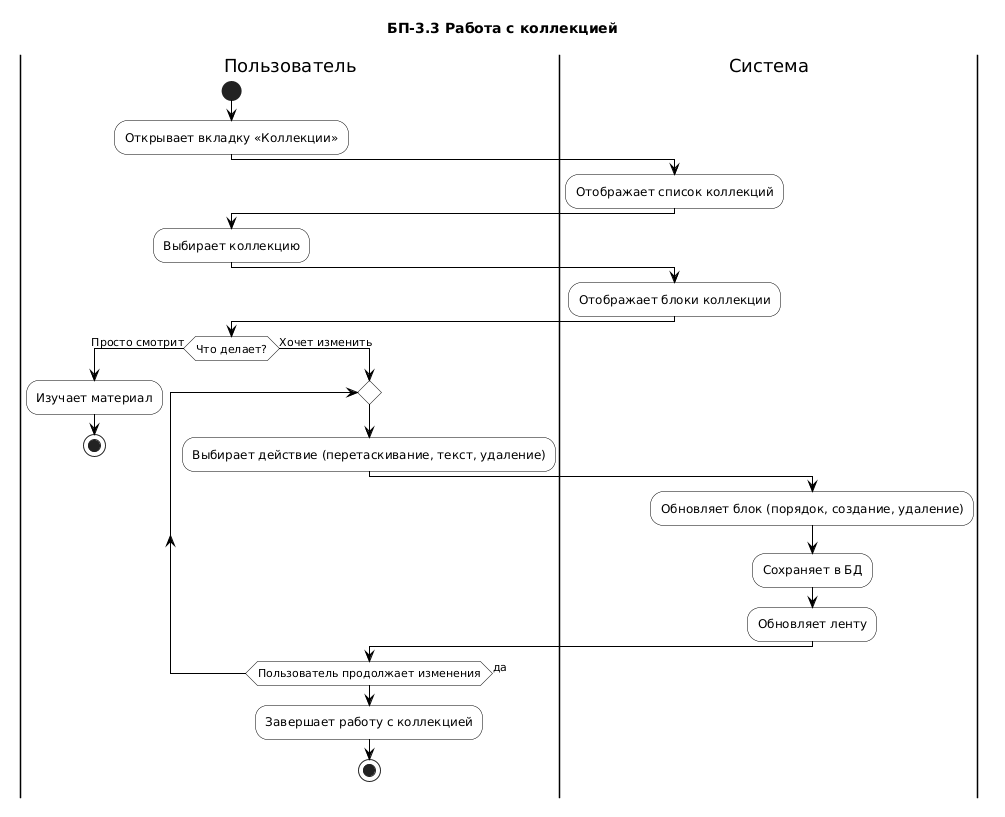 БП-3.3 Работа с коллекцией
Пользователь
Система
Открывает вкладку «Коллекции»
Отображает список коллекций
Выбирает коллекцию
Отображает блоки коллекции
Просто смотрит
Что делает?
Хочет изменить
Изучает материал
Выбирает действие (перетаскивание, текст, удаление)
Обновляет блок (порядок, создание, удаление)
Сохраняет в БД
Обновляет ленту
Пользователь продолжает изменения
да
Завершает работу с коллекцией